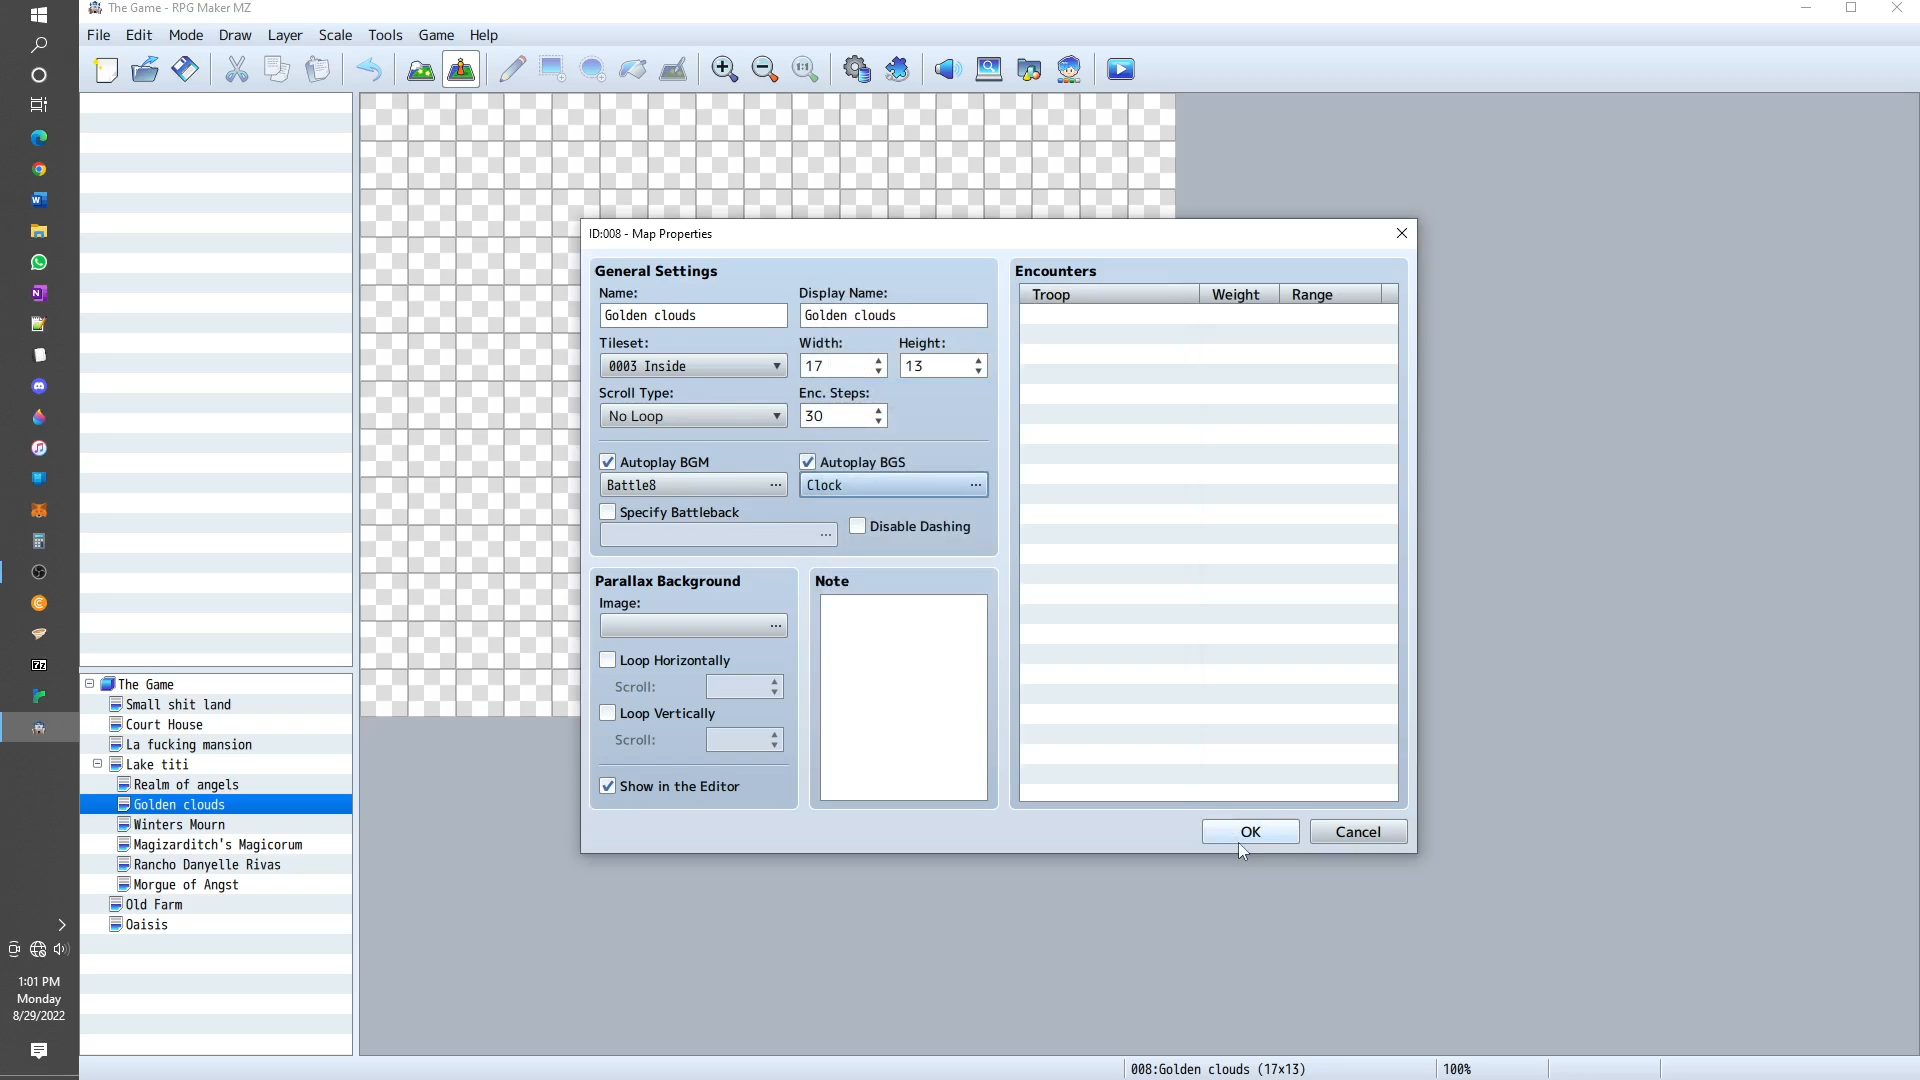 The Game - RPG Maker MZ
File Edit Mode Draw Layer Scale Tools Game Help
1:1
ID:008 - Map Properties
General Settings
Name: Display Name:
Golden clouds Golden clouds
Tileset: Width: Height:
0003 Inside 17 13
Scroll Type: Enc. Steps:
No Loop 30
Autoplay BGM Autoplay BGS
Battle8 ... Clock ...
Specify Battleback
... Disable Dashing
Parallax Background
Image:
...
Loop Horizontally
Scroll:
Loop Vertically
Scroll:
Show in the Editor
Note
Encounters
Troop Weight Range
OK Cancel
The Game
Small shit land
Court House
La fucking mansion
Lake titi
Realm of angels
Golden clouds
Winters Mourn
Magizarditch's Magicorum
Rancho Danyelle Rivas
Morgue of Angst
Old Farm
Oaisis
1:01 PM
Monday
8/29/2022
008:Golden clouds (17×13) 100%